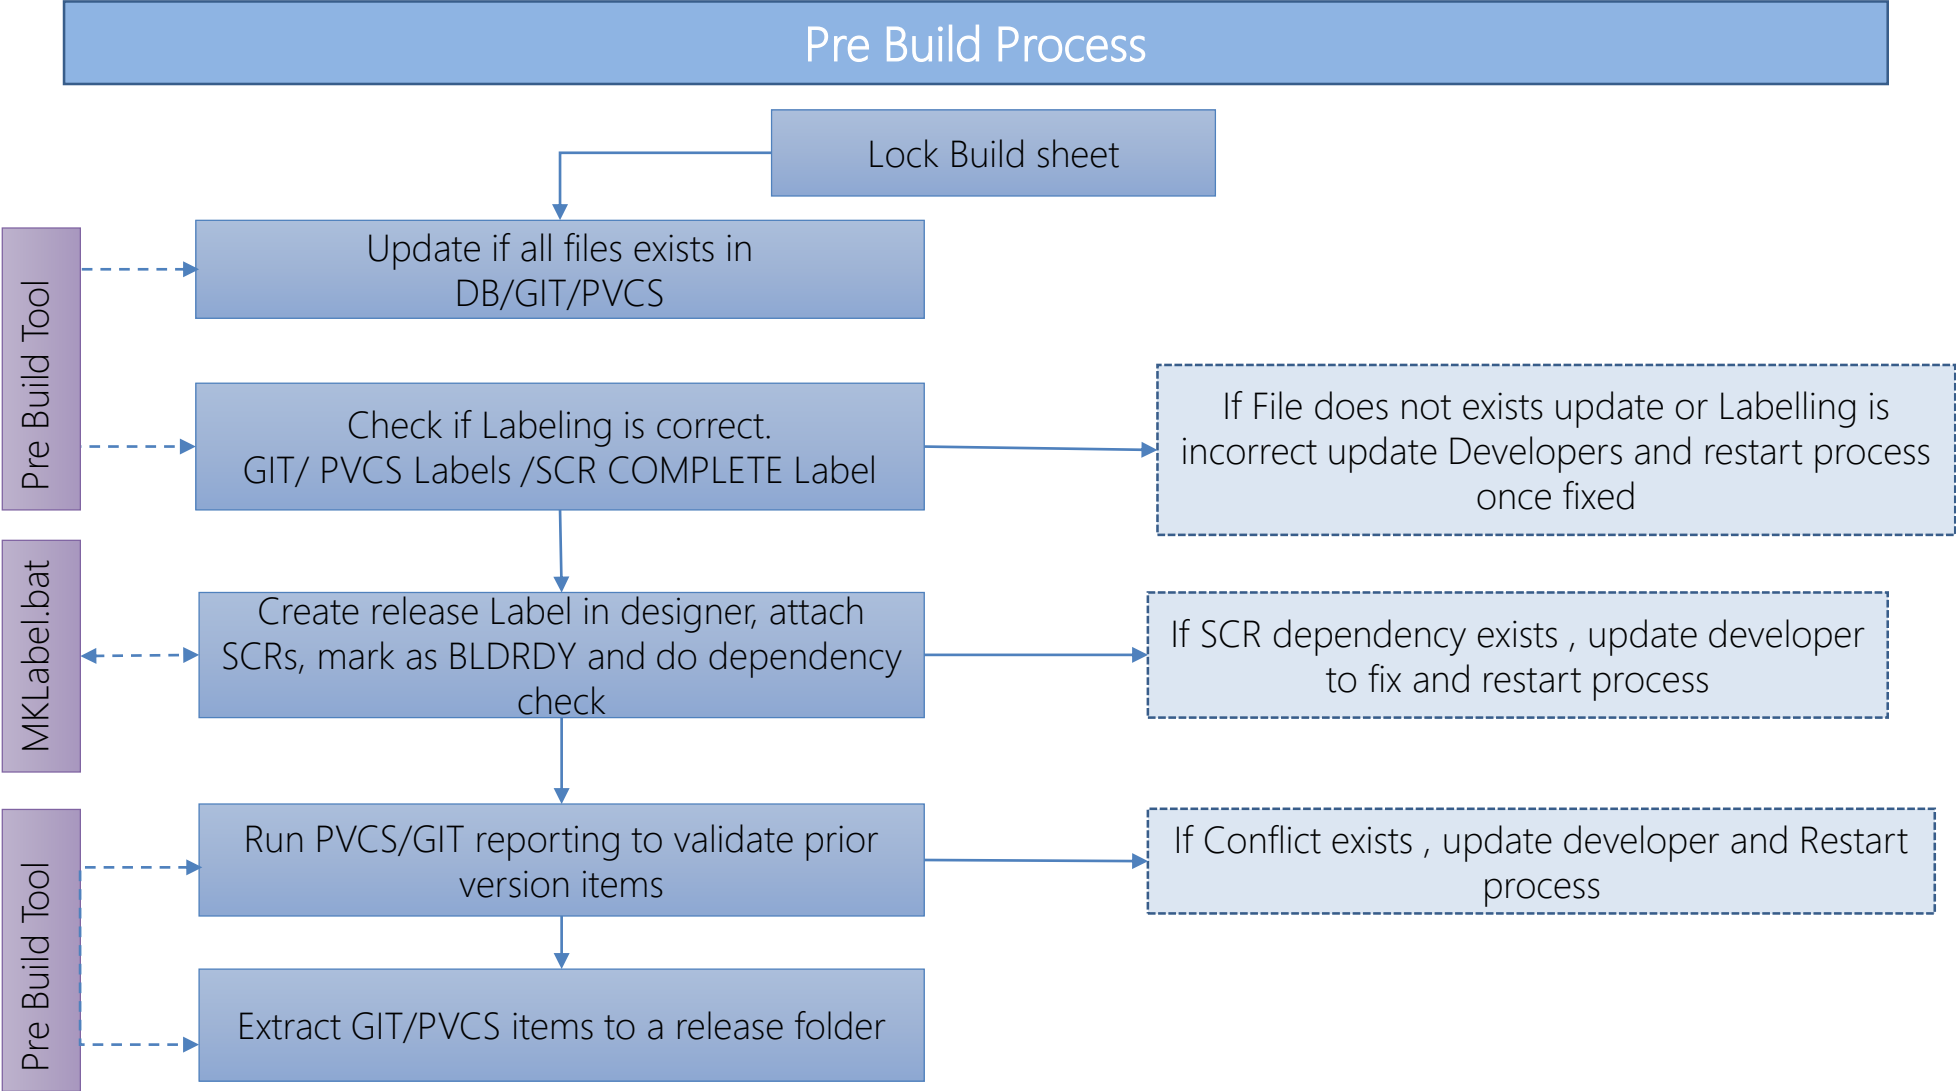 Pre Build Process
Lock Build sheet
Pre Build Tool
Update if all files exists in
DB/GIT/PVCS
Check if Labeling is correct.
GIT/ PVCS Labels /SCR COMPLETE Label
If File does not exists update or Labelling is
incorrect update Developers and restart process
once fixed
MKLabel.bat
Create release Label in designer, attach
SCRs, mark as BLDRDY and do dependency
check
If SCR dependency exists , update developer
to fix and restart process
Pre Build Tool
Run PVCS/GIT reporting to validate prior
version items
If Conflict exists , update developer and Restart
process
Extract GIT/PVCS items to a release folder